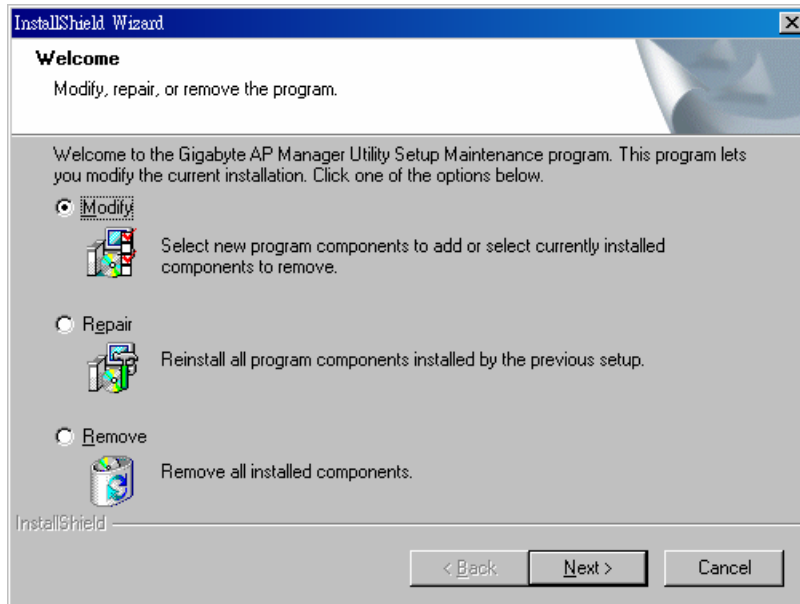 InstallShield Wizard
Welcome
Modify, repair, or remove the program.
Welcome to the Gigabyte AP Manager Utility Setup Maintenance program. This program lets
you modify the current installation. Click one of the options below.
Modify
Select new program components to add or select currently installed
components to remove.
Repair
Reinstall all program components installed by the previous setup.
Remove
Remove all installed components.
InstallShield
< Back
Next >
Cancel